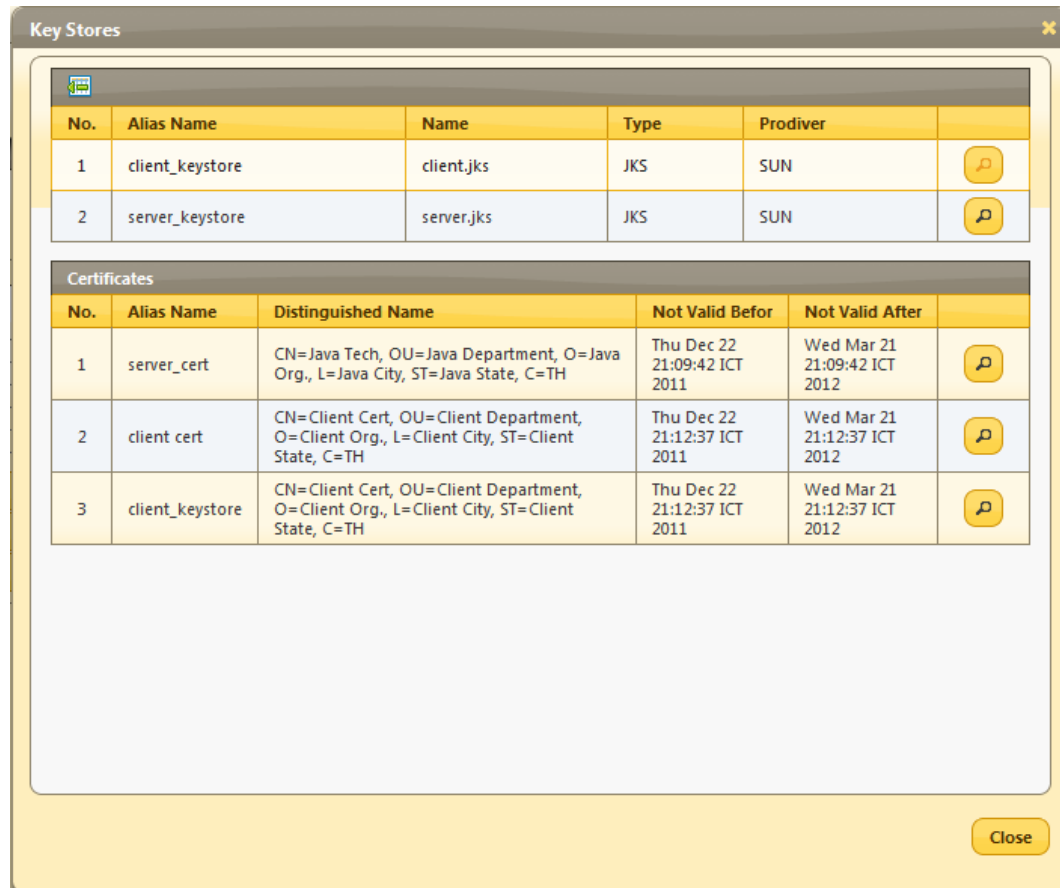 Key Stores
No. Alias Name Name Type Prodiver
1 client_keystore client.jks JKS SUN
2 server_keystore server.jks JKS SUN
Certificates
No. Alias Name Distinguished Name Not Valid Befor Not Valid After
1 server_cert CN=Java Tech, OU=Java Department, O=Java
Org., L=Java City, ST=Java State, C=TH
Thu Dec 22
21:09:42 ICT
2011
Wed Mar 21
21:09:42 ICT
2012
2 client cert CN=Client Cert, OU=Client Department,
O=Client Org., L=Client City, ST=Client
State, C=TH
Thu Dec 22
21:12:37 ICT
2011
Wed Mar 21
21:12:37 ICT
2012
3 client_keystore CN=Client Cert, OU=Client Department,
O=Client Org., L=Client City, ST=Client
State, C=TH
Thu Dec 22
21:12:37 ICT
2011
Wed Mar 21
21:12:37 ICT
2012
Close